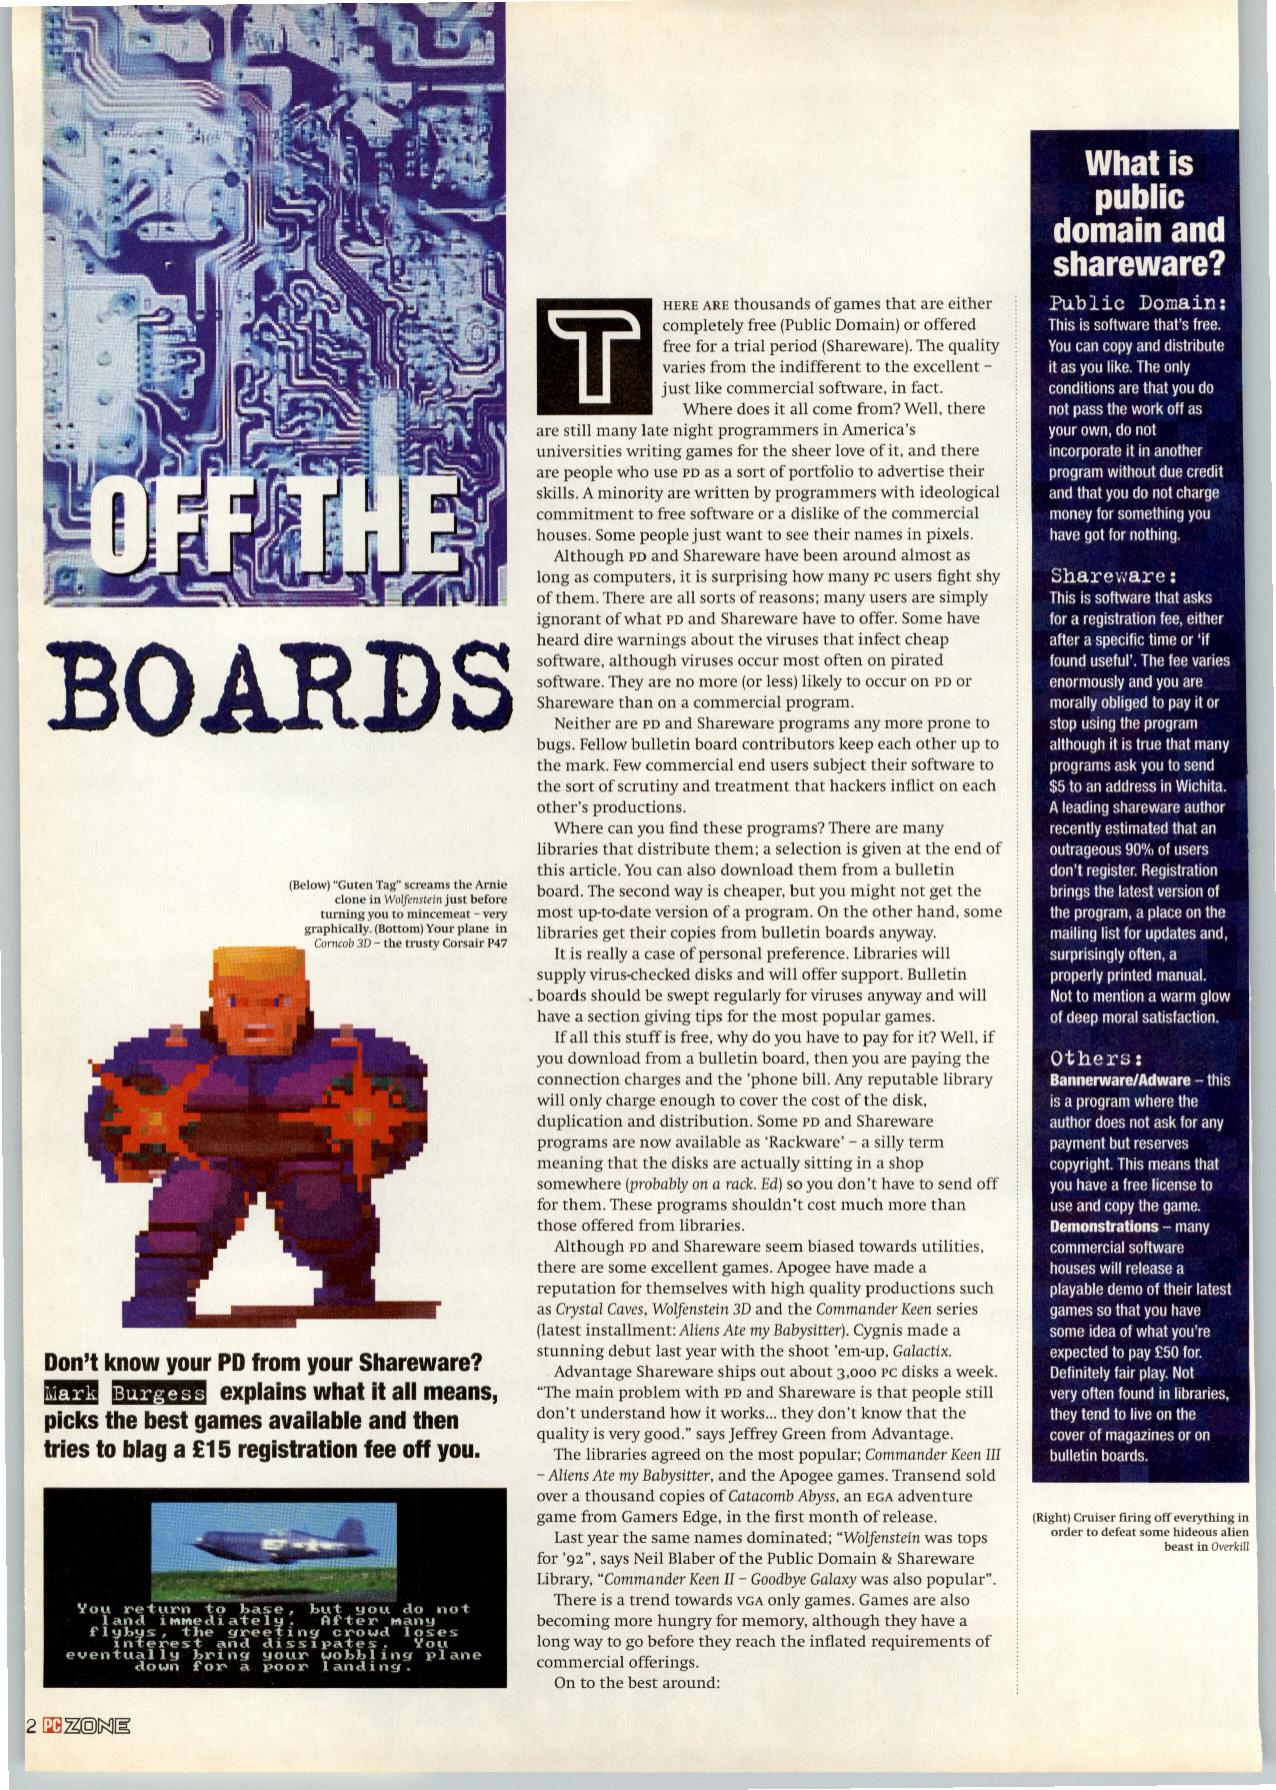 OFF THE
BOARDS
(Below) "Guten Tag" screams the Arnie
clone in Wolfenstein just before
turning you to mincemeat – very
graphically. (Bottom) Your plane in
Corncob 3D – the trusty Corsair P47
Don't know your PD from your Shareware?
Mark Burgess explains what it all means,
picks the best games available and then
tries to blag a £15 registration fee off you.
You return to base, but you do not
land immediately. After many
flybys, the greeting crowd loses
interest and dissipates. You
eventually bring your wobbling plane
down for a poor landing.
THERE ARE thousands of games that are either
completely free (Public Domain) or offered
free for a trial period (Shareware). The quality
varies from the indifferent to the excellent –
just like commercial software, in fact.
Where does it all come from? Well, there
are still many late night programmers in America's
universities writing games for the sheer love of it, and there
are people who use PD as a sort of portfolio to advertise their
skills. A minority are written by programmers with ideological
commitment to free software or a dislike of the commercial
houses. Some people just want to see their names in pixels.
Although PD and Shareware have been around almost as
long as computers, it is surprising how many PC users fight shy
of them. There are all sorts of reasons; many users are simply
ignorant of what PD and Shareware have to offer. Some have
heard dire warnings about the viruses that infect cheap
software, although viruses occur most often on pirated
software. They are no more (or less) likely to occur on PD or
Shareware than on a commercial program.
Neither are PD and Shareware programs any more prone to
bugs. Fellow bulletin board contributors keep each other up to
the mark. Few commercial end users subject their software to
the sort of scrutiny and treatment that hackers inflict on each
other's productions.
Where can you find these programs? There are many
libraries that distribute them; a selection is given at the end of
this article. You can also download them from a bulletin
board. The second way is cheaper, but you might not get the
most up-to-date version of a program. On the other hand, some
libraries get their copies from bulletin boards anyway.
It is really a case of personal preference. Libraries will
supply virus-checked disks and will offer support. Bulletin
boards should be swept regularly for viruses anyway and will
have a section giving tips for the most popular games.
If all this stuff is free, why do you have to pay for it? Well, if
you download from a bulletin board, then you are paying the
connection charges and the 'phone bill. Any reputable library
will only charge enough to cover the cost of the disk,
duplication and distribution. Some PD and Shareware
programs are now available as 'Rackware' – a silly term
meaning that the disks are actually sitting in a shop
somewhere (probably on a rack. Ed) so you don't have to send off
for them. These programs shouldn't cost much more than
those offered from libraries.
Although PD and Shareware seem biased towards utilities,
there are some excellent games. Apogee have made a
reputation for themselves with high quality productions such
as Crystal Caves, Wolfenstein 3D and the Commander Keen series
(latest installment: Aliens Ate my Babysitter). Cygnis made a
stunning debut last year with the shoot 'em-up, Galactix.
Advantage Shareware ships out about 3,000 PC disks a week.
"The main problem with PD and Shareware is that people still
don't understand how it works... they don't know that the
quality is very good." says Jeffrey Green from Advantage.
The libraries agreed on the most popular; Commander Keen III
– Aliens Ate my Babysitter, and the Apogee games. Transend sold
over a thousand copies of Catacomb Abyss, an EGA adventure
game from Gamers Edge, in the first month of release.
Last year the same names dominated; "Wolfenstein was tops
for '92", says Neil Blaber of the Public Domain & Shareware
Library, "Commander Keen II – Goodbye Galaxy was also popular".
There is a trend towards VGA only games. Games are also
becoming more hungry for memory, although they have a
long way to go before they reach the inflated requirements of
commercial offerings.
On to the best around:
What is
public
domain and
shareware?
Public Domain:
This is software that's free.
You can copy and distribute
it as you like. The only
conditions are that you do
not pass the work off as
your own, do not
incorporate it in another
program without due credit
and that you do not charge
money for something you
have got for nothing.
Shareware:
This is software that asks
for a registration fee, either
after a specific time or 'if
found useful'. The fee varies
enormously and you are
morally obliged to pay it or
stop using the program
although it is true that many
programs ask you to send
$5 to an address in Wichita.
A leading shareware author
recently estimated that an
outrageous 90% of users
don't register. Registration
brings the latest version of
the program, a place on the
mailing list for updates and,
surprisingly often, a
properly printed manual.
Not to mention a warm glow
of deep moral satisfaction.
Others:
Bannerware/Adware – this
is a program where the
author does not ask for any
payment but reserves
copyright. This means that
you have a free license to
use and copy the game.
Demonstrations – many
commercial software
houses will release a
playable demo of their latest
games so that you have
some idea of what you're
expected to pay £50 for.
Definitely fair play. Not
very often found in libraries,
they tend to live on the
cover of magazines or on
bulletin boards.
(Right) Cruiser firing off everything in
order to defeat some hideous alien
beast in Overkill
2 PC ZONE